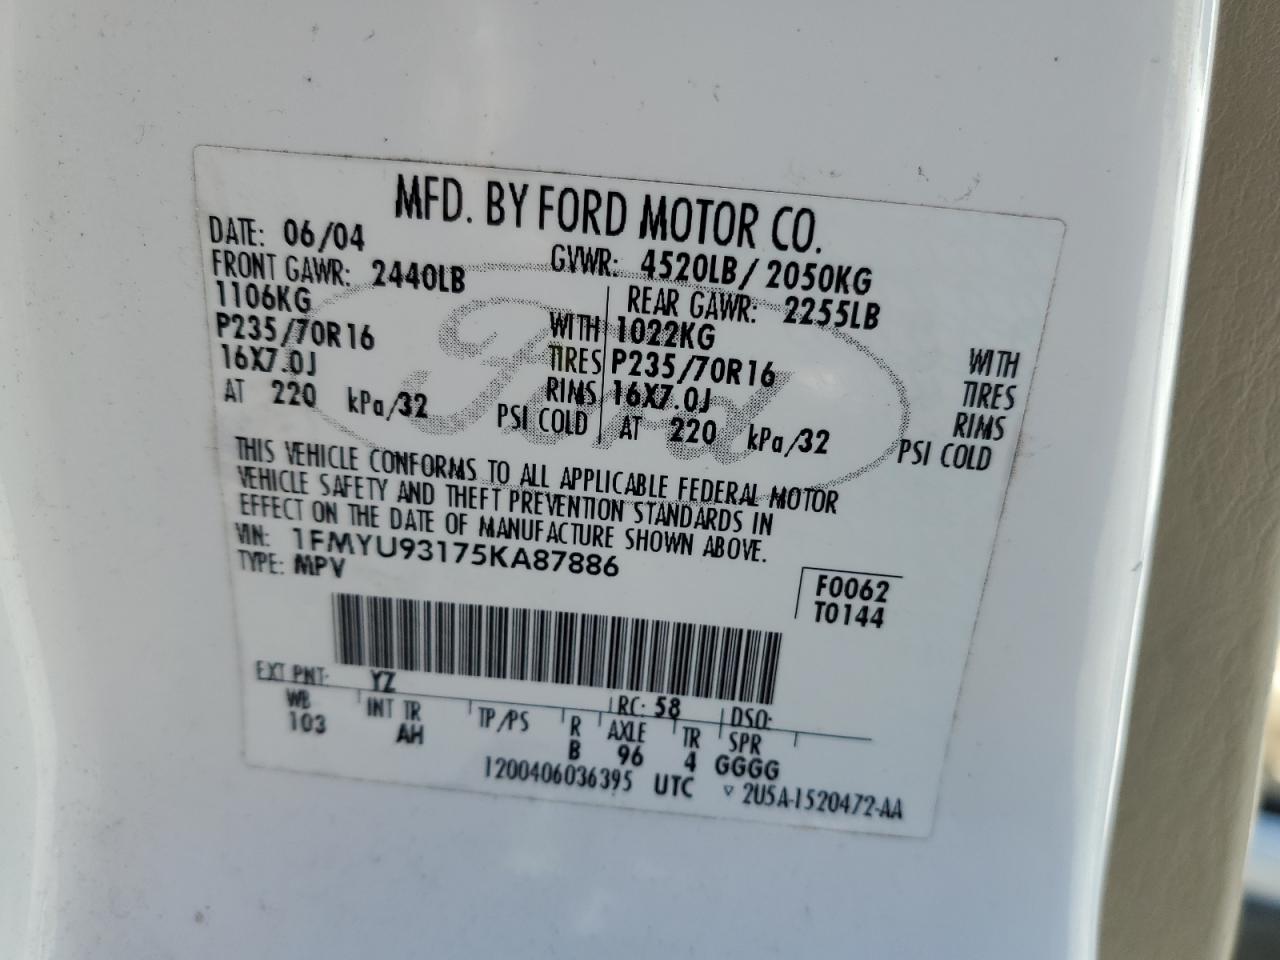 MFD. BY FORD MOTOR CO.
DATE: 06/04 GVWR: 4520LB/ 2050KG
FRONT GAWR: 2440LB REAR GAWR: 2255LB
1106KG WITH 1022KG WITH
P235/70R16 TIRES P235/70R16 TIRES
16X7.0J RIMS 16X7.0J RIMS
AT 220 kPa/32 PSI COLD AT 220 kPa/32 PSI COLD
Ford
THIS VEHICLE CONFORMS TO ALL APPLICABLE FEDERAL MOTOR
VEHICLE SAFETY AND THEFT PREVENTION STANDARDS IN
EFFECT ON THE DATE OF MANUFACTURE SHOWN ABOVE.
VIN: 1FMYU93175KA87886
TYPE: MPV
F0062
T0144
EXT PNT: YZ RC: 58 DSO:
WB INT TR TP/PS R AXLE TR SPR
103 AH B 96 4 GGGG
1200406036395 UTC ▽ 2U5A-1520472-AA